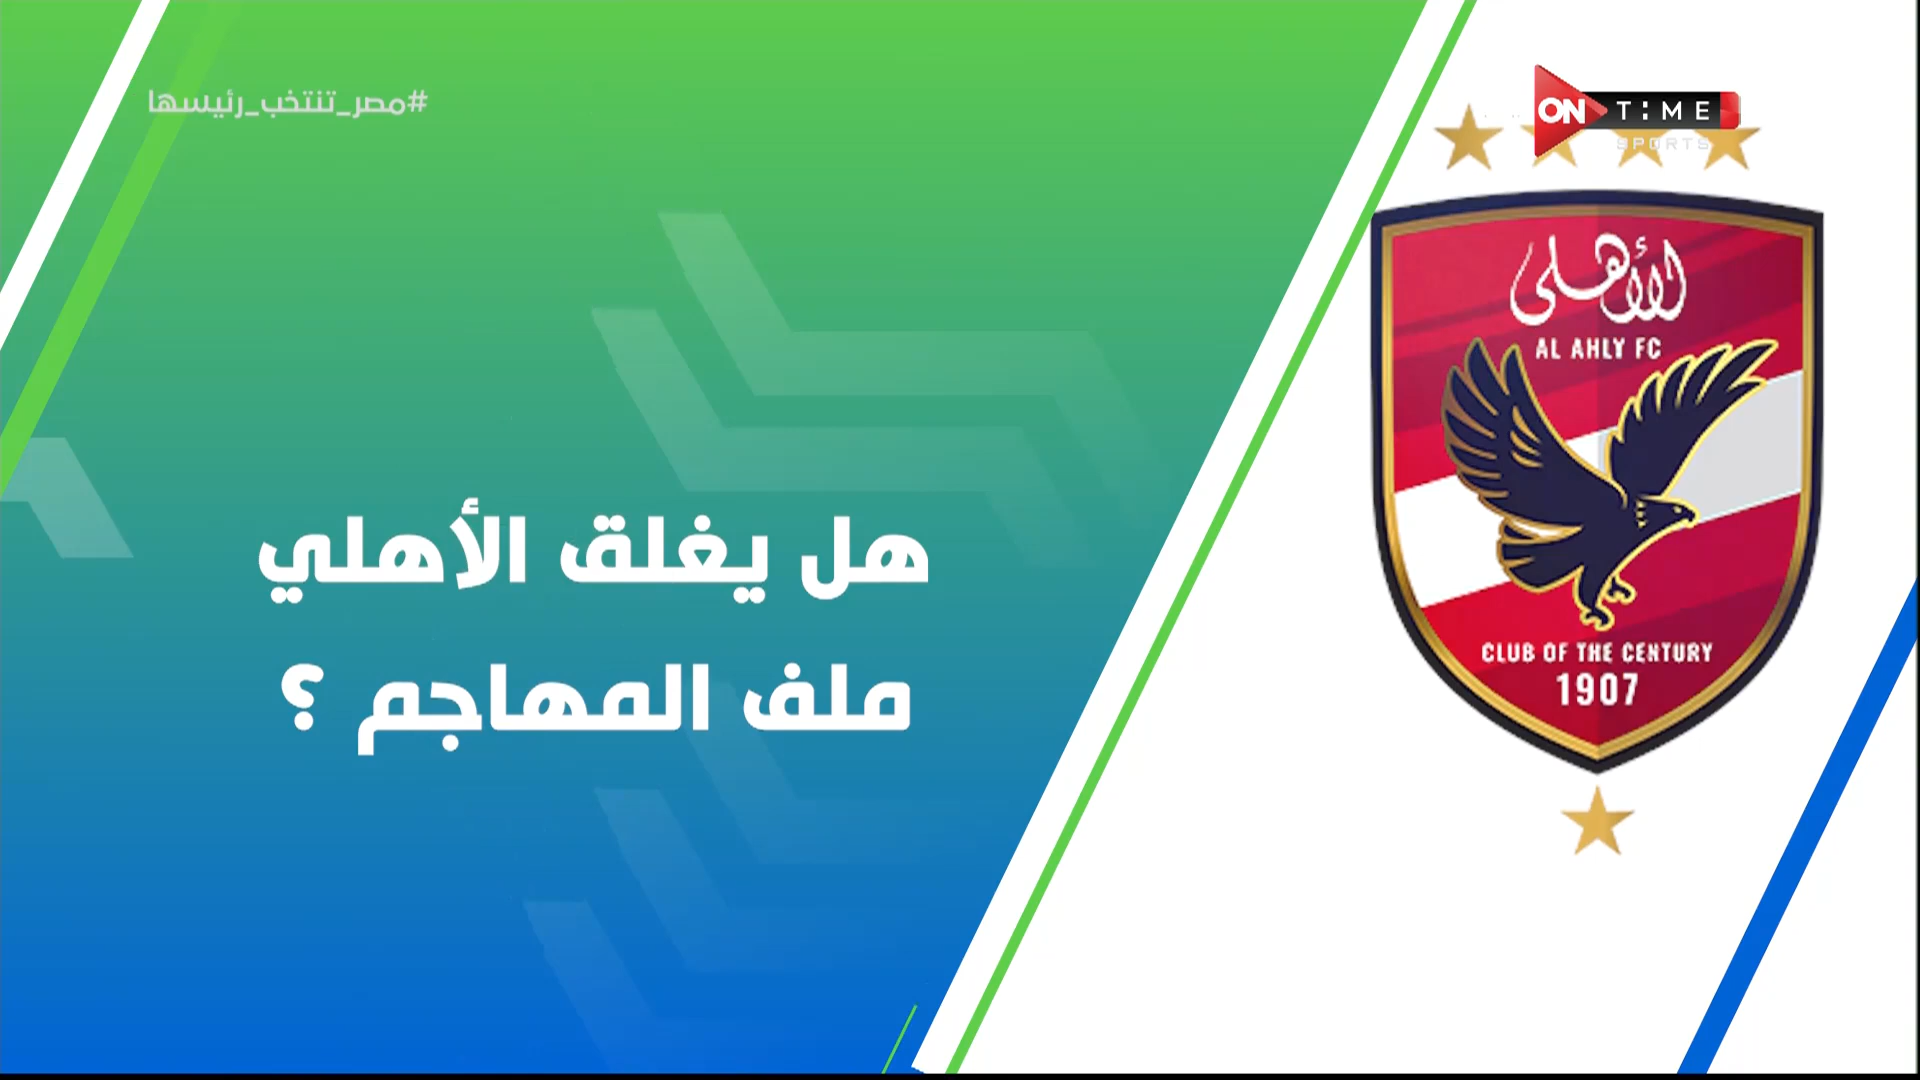 #مصر_تنتخب_رئيسها
ON TIME
SPORTS
هل يغلق الأهلي
ملف المهاجم ؟
الأهلى
AL AHLY FC
CLUB OF THE CENTURY
1907